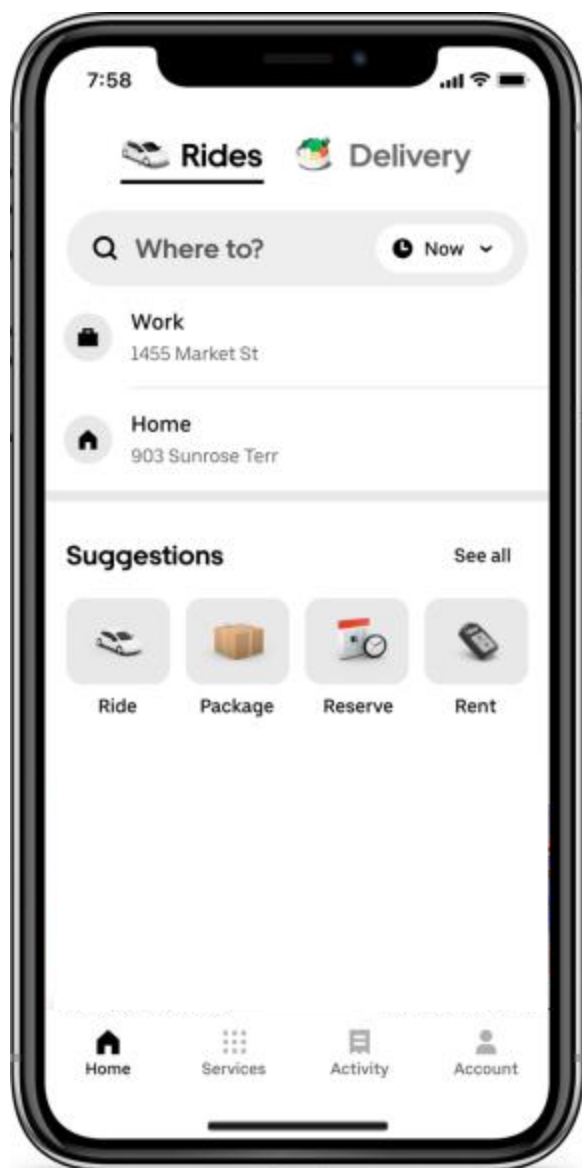 7:58
Rides Delivery
Where to? Now
Work
1455 Market St
Home
903 Sunrose Terr
Suggestions See all
Ride Package Reserve Rent
Home Services Activity Account